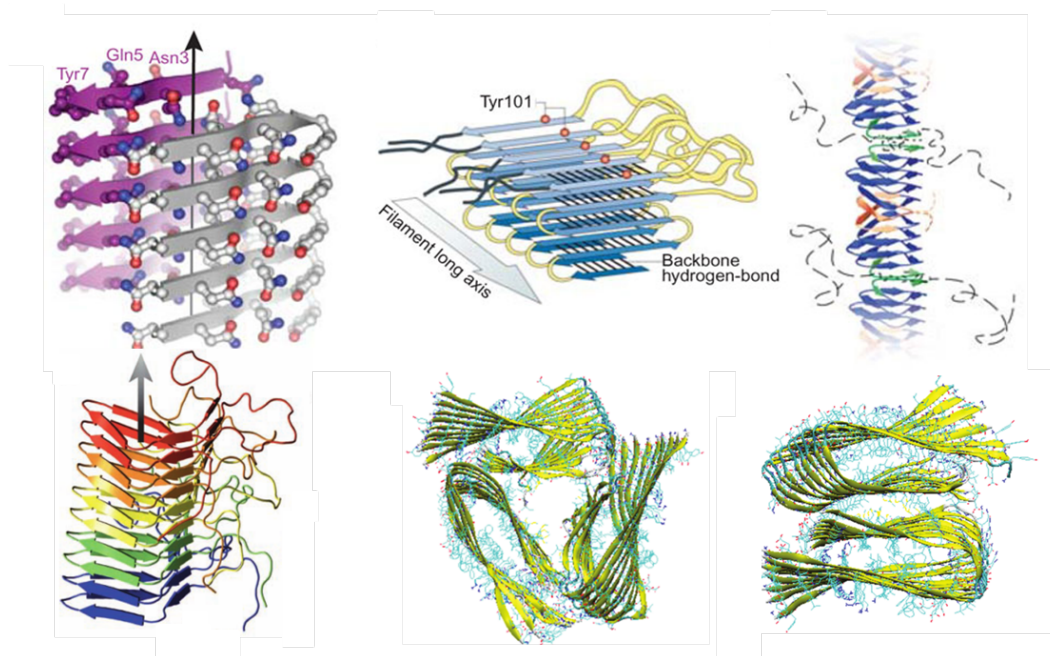 Gln5
Asn3
Tyr7
Tyr101
Filament long axis
Backbone
hydrogen-bond